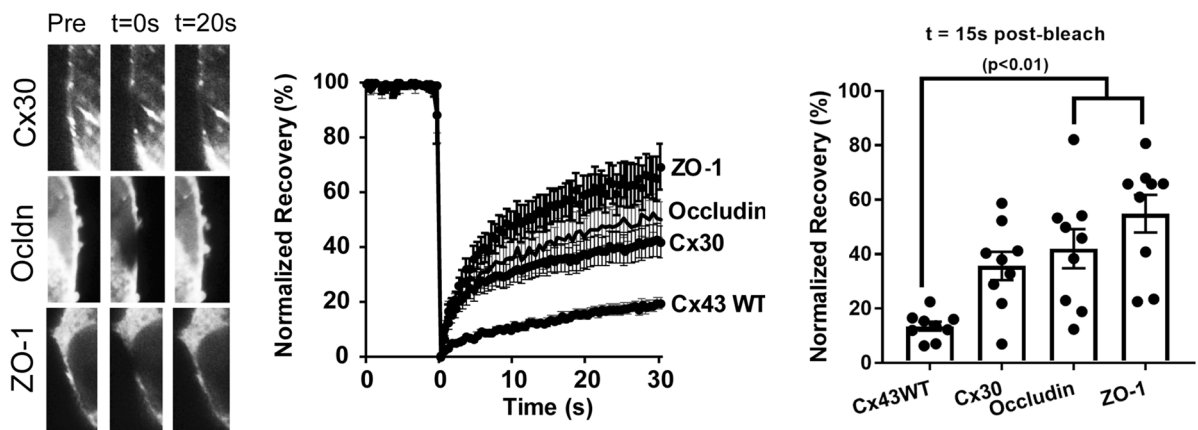 Pre t=0s t=20s
Cx30
Ocldn
ZO-1
Normalized Recovery (%)
100
80
60
40
20
0
0 0 10 20 30
Time (s)
ZO-1
Occludin
Cx30
Cx43 WT
t = 15s post-bleach
(p<0.01)
Normalized Recovery (%)
100
80
60
40
20
0
Cx43WT Cx30 Occludin ZO-1